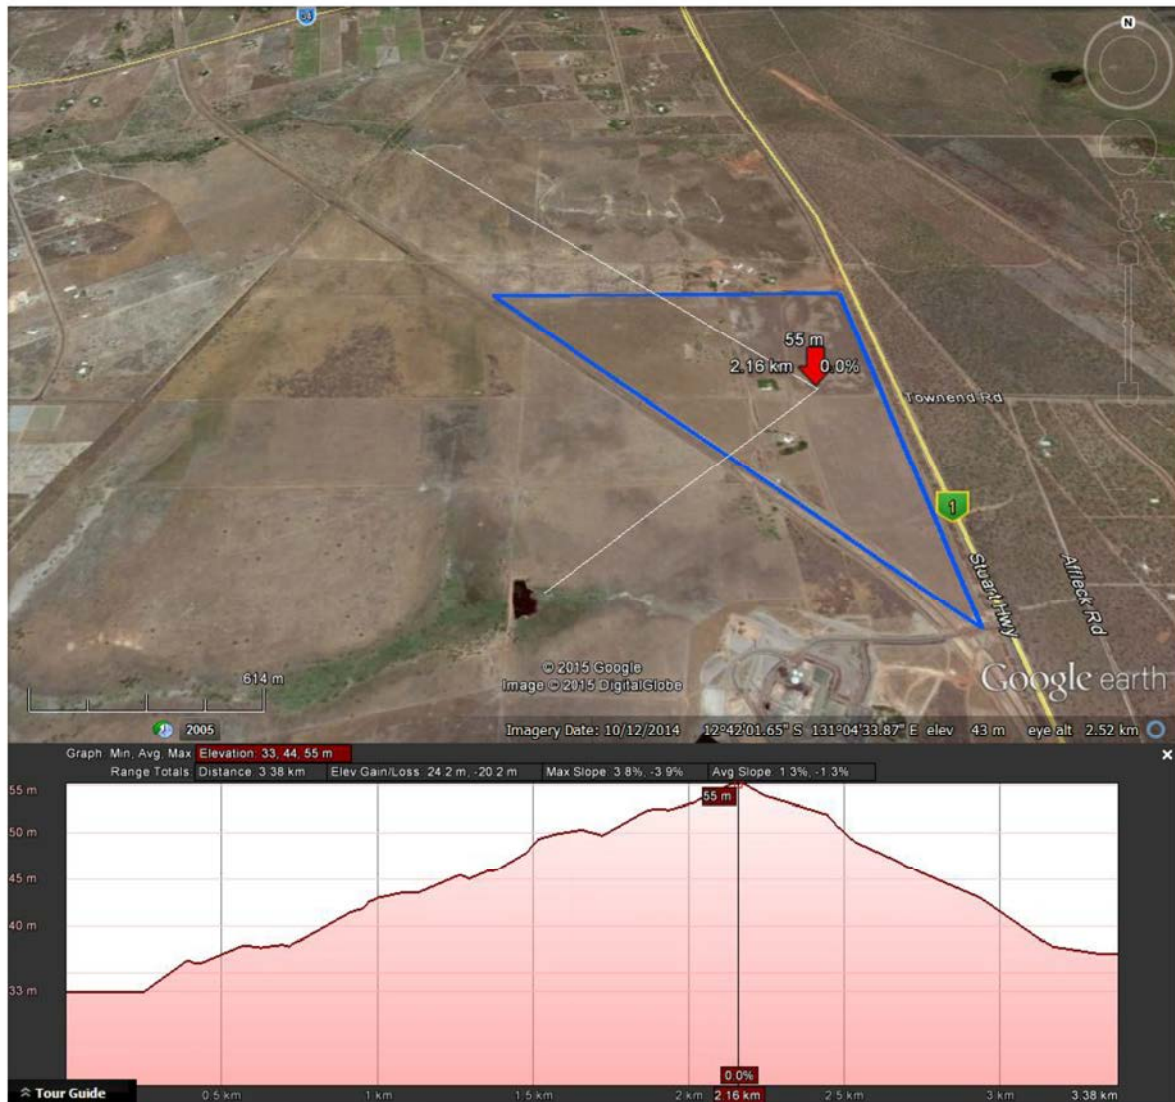 34
N
55 m
2.16 km 0.0%
Townend Rd
1
Stuart Hwy
Affleck Rd
© 2015 Google
Image © 2015 DigitalGlobe
Google earth
614 m
2005
Imagery Date: 10/12/2014 12°42'01.65" S 131°04'33.87" E elev 43 m eye alt 2.52 km
Graph: Min, Avg, Max Elevation: 33, 44, 55 m
Range Totals: Distance: 3.38 km Elev Gain/Loss: 24.2 m, -20.2 m Max Slope: 3.8%, -3.9% Avg Slope: 1.3%, -1.3%
55 m
55 m
50 m
45 m
40 m
33 m
0.0%
Tour Guide 0.5 km 1 km 1.5 km 2 km 2.16 km 2.5 km 3 km 3.38 km